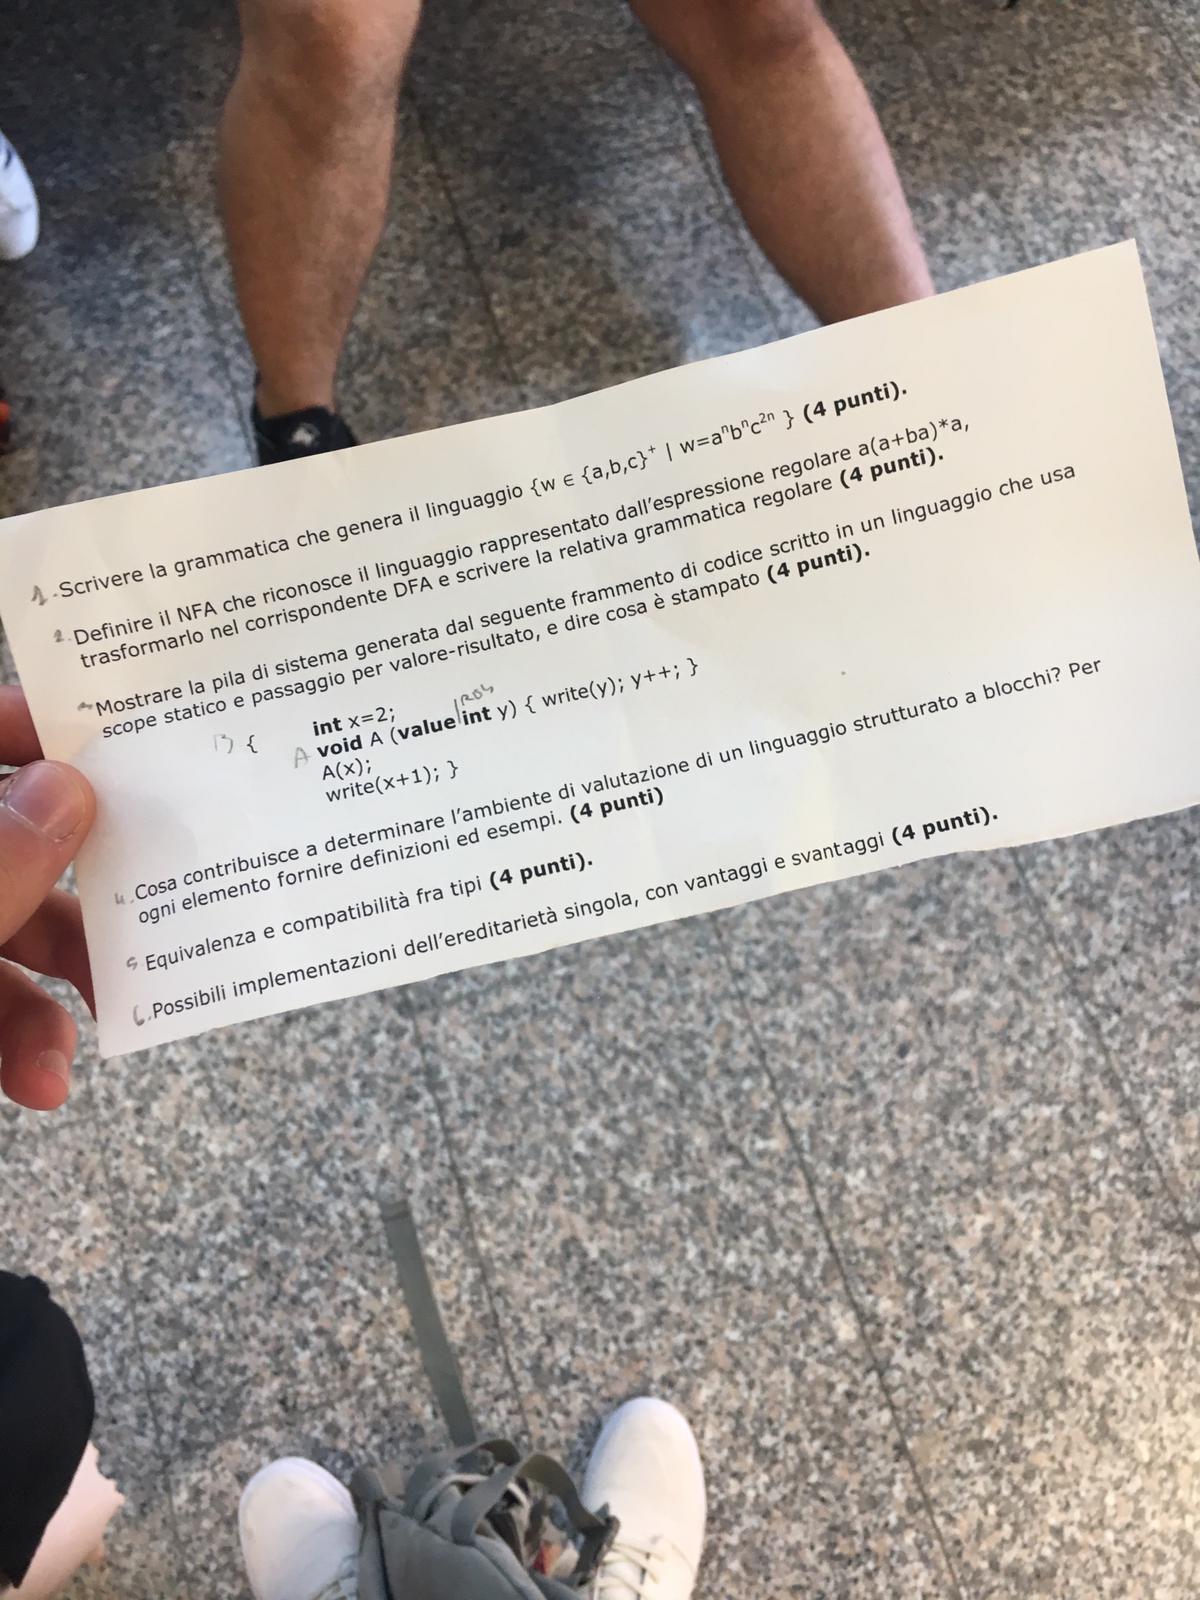 1. Scrivere la grammatica che genera il linguaggio {w ∈ {a,b,c}⁺ | w=aⁿbⁿc²ⁿ } (4 punti).
2. Definire il NFA che riconosce il linguaggio rappresentato dall'espressione regolare a(a+ba)*a,
trasformarlo nel corrispondente DFA e scrivere la relativa grammatica regolare (4 punti).
3 Mostrare la pila di sistema generata dal seguente frammento di codice scritto in un linguaggio che usa
scope statico e passaggio per valore-risultato, e dire cosa è stampato (4 punti).
{ int x=2;
A void A (value int y) { write(y); y++; }
A(x);
write(x+1); }
4. Cosa contribuisce a determinare l'ambiente di valutazione di un linguaggio strutturato a blocchi? Per
ogni elemento fornire definizioni ed esempi. (4 punti)
5 Equivalenza e compatibilità fra tipi (4 punti).
6. Possibili implementazioni dell'ereditarietà singola, con vantaggi e svantaggi (4 punti).